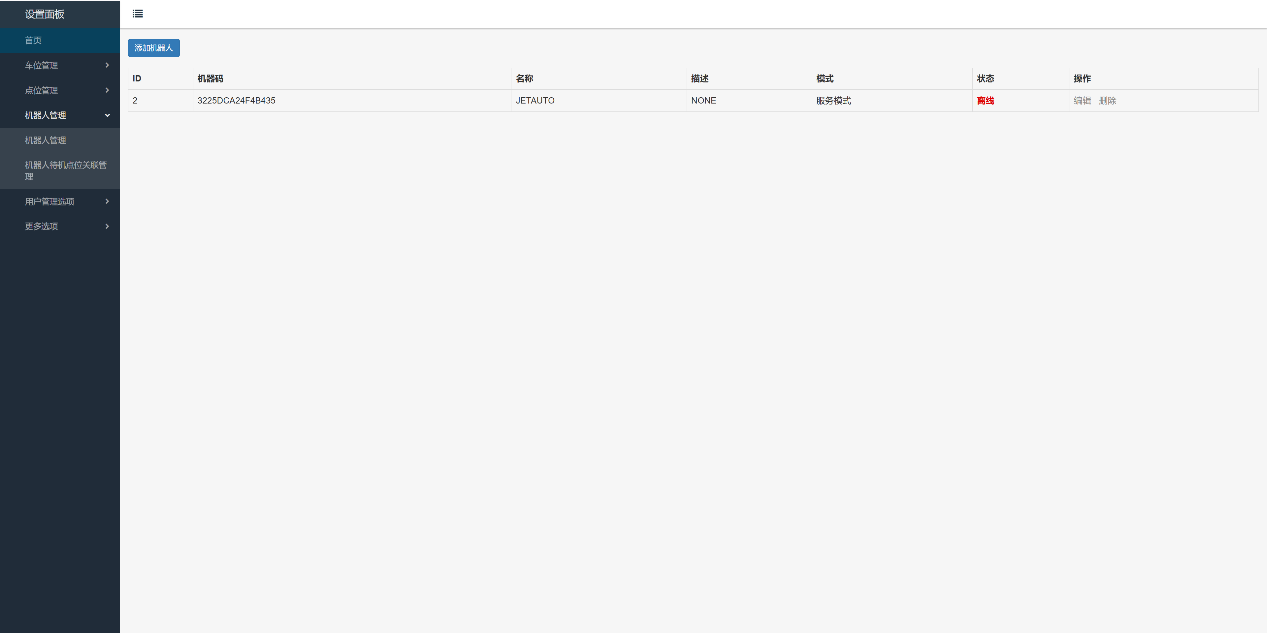 设置面板
首页
车位管理
点位管理
机器人管理
机器人管理
机器人待机点位关联管
理
用户管理选项
更多选项
添加机器人
ID 机器码 名称 描述 模式 状态 操作
2 3225DCA24F4B435 JETAUTO NONE 服务模式 离线 编辑 删除